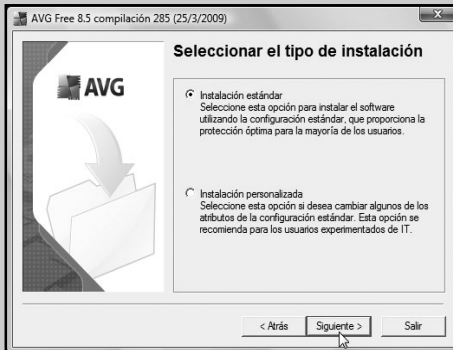 AVG Free 8.5 compilación 285 (25/3/2009)
Seleccionar el tipo de instalación
AVG
Instalación estándar
Seleccione esta opción para instalar el software
utilizando la configuración estándar, que proporciona la
protección óptima para la mayoría de los usuarios.
Instalación personalizada
Seleccione esta opción si desea cambiar algunos de los
atributos de la configuración estándar. Esta opción se
recomienda para los usuarios experimentados de IT.
< Atrás
Siguiente >
Salir